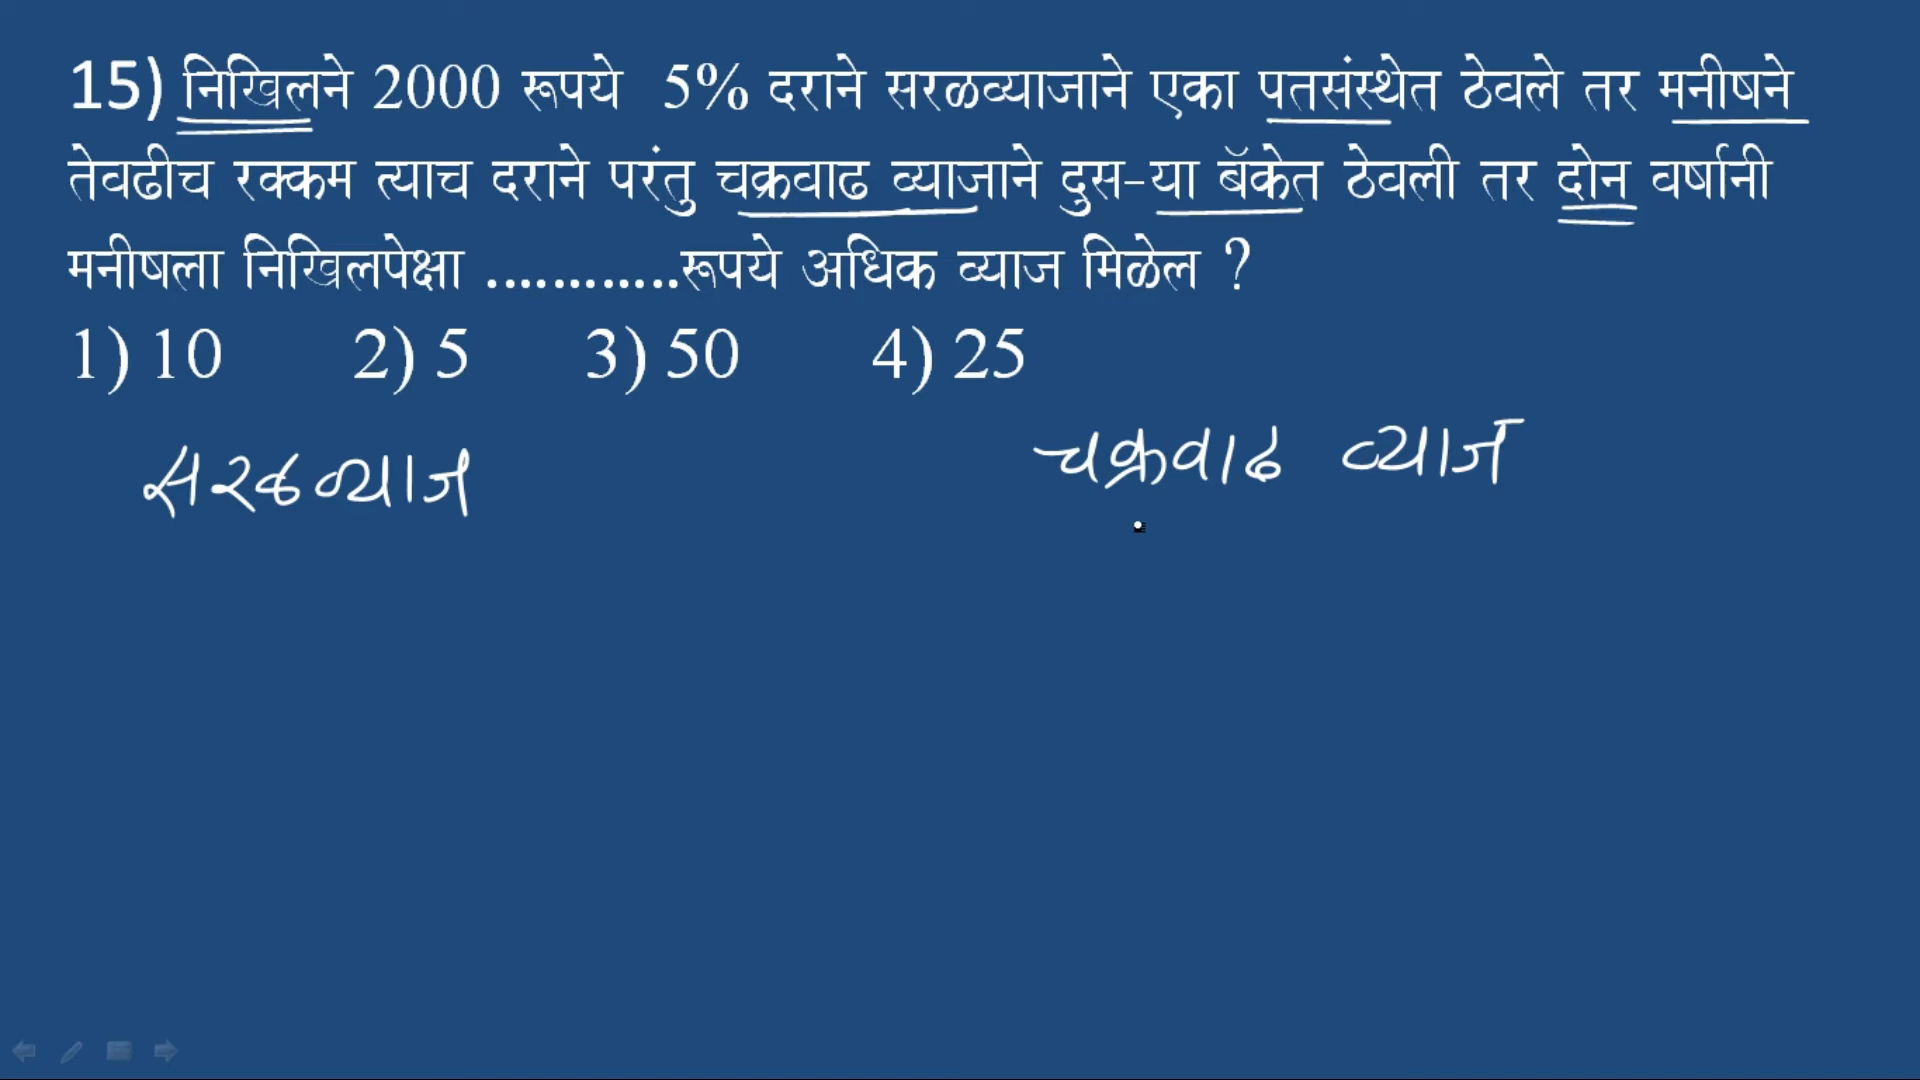 15) निखिलने 2000 रूपये 5% दराने सरळव्याजाने एका पतसंस्थेत ठेवले तर मनीषने
तेवढीच रक्कम त्याच दराने परंतु चक्रवाढ व्याजाने दुस-या बॅकेत ठेवली तर दोन वर्षानी
मनीषला निखिलपेक्षा ............रूपये अधिक व्याज मिळेल ?
1) 10 2) 5 3) 50 4) 25
सरळव्याज चक्रवाढ व्याज